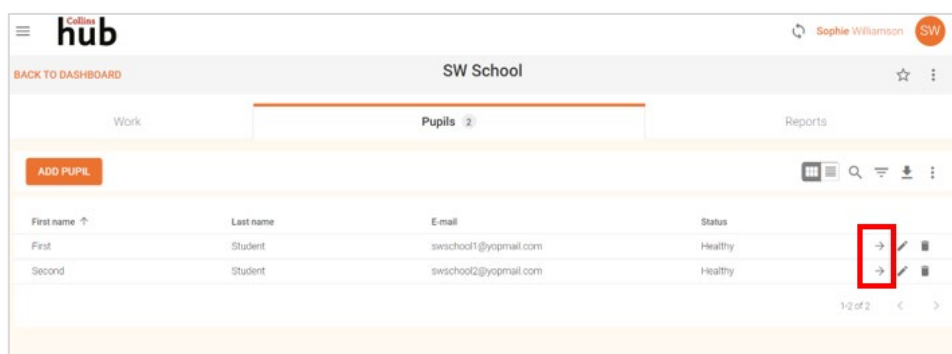 Collins
hub
Sophie Williamson SW
BACK TO DASHBOARD SW School
Work Pupils 2 Reports
ADD PUPIL
First name Last name E-mail Status
First Student swschool1@yopmail.com Healthy
Second Student swschool2@yopmail.com Healthy
1-2 of 2